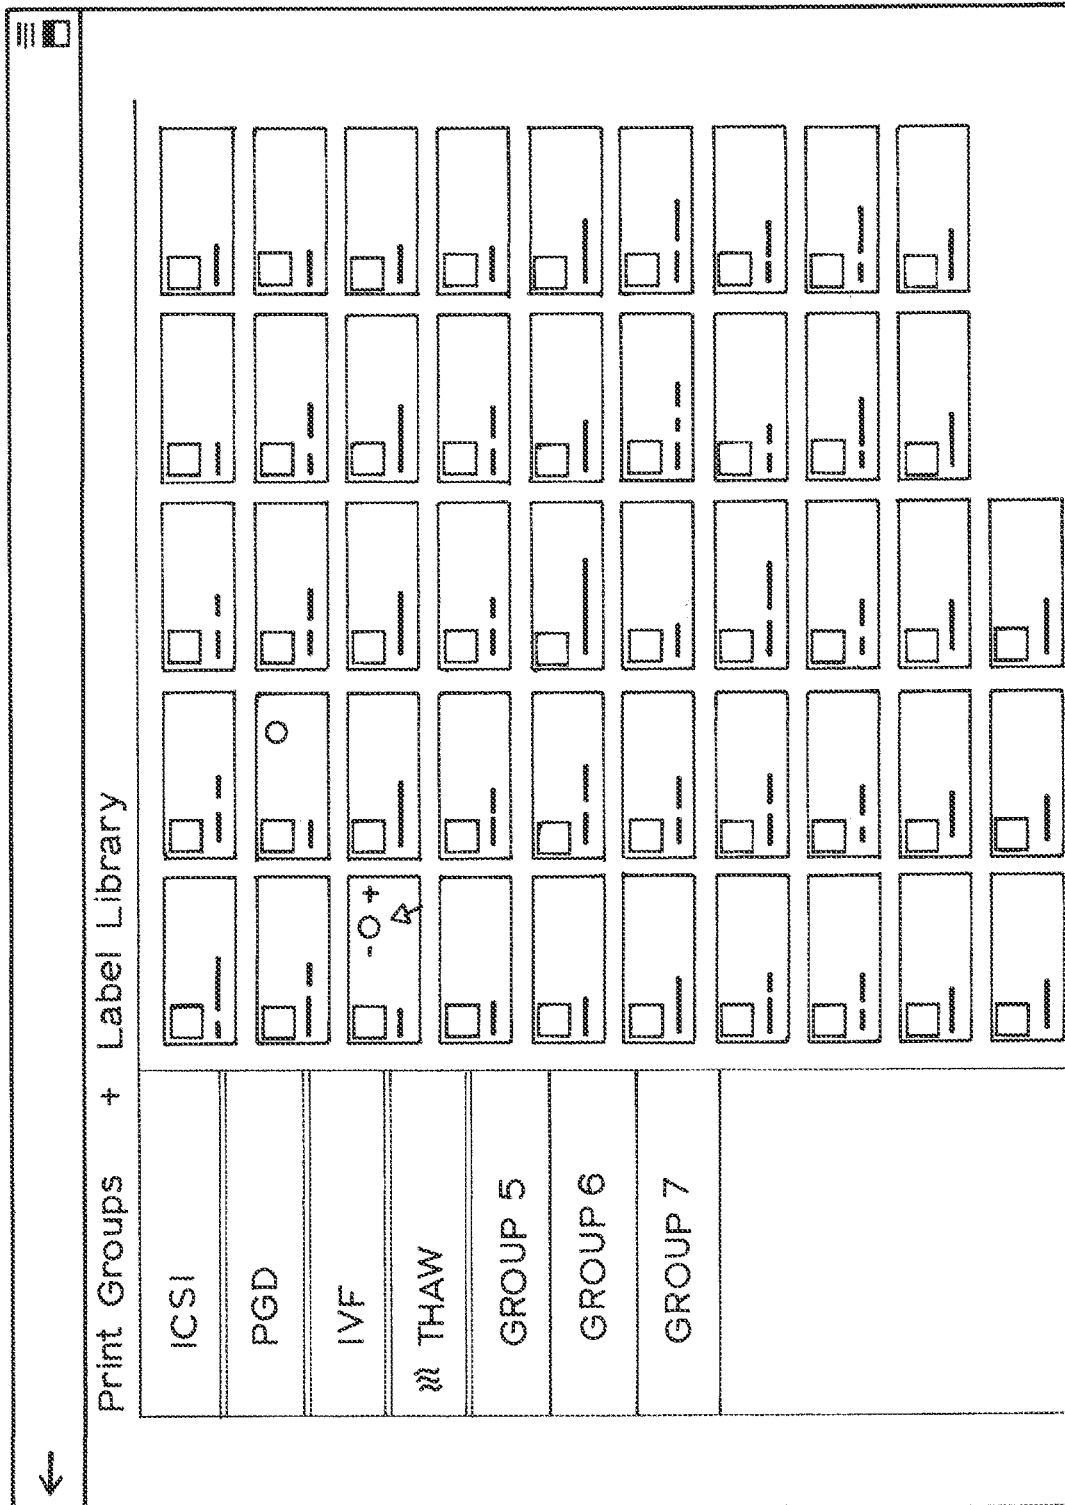 Print Groups + Label Library
ICSI
PGD
IVF
THAW
GROUP 5
GROUP 6
GROUP 7
- +